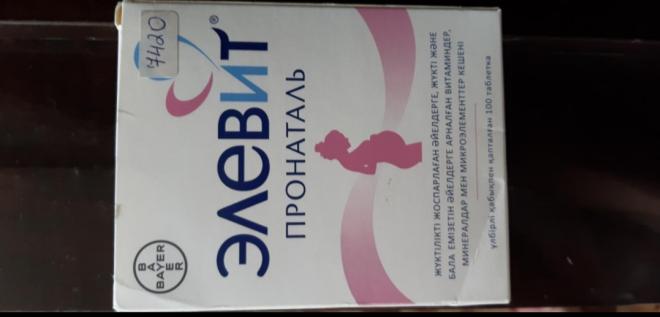 7420
ЭЛЕВИТ®
ПРОНАТАЛЬ
ЖҮКТІЛІКТІ ЖОСПАРЛАҒАН ӘЙЕЛДЕРГЕ, ЖҮКТІ ЖӘНЕ
БАЛА ЕМІЗЕТІН ӘЙЕЛДЕРГЕ АРНАЛҒАН ВИТАМИНДЕР,
МИНЕРАЛДАР МЕН МИКРОЭЛЕМЕНТТЕР КЕШЕНІ
үлбірлі қабықпен қапталған 100 таблетка
BAYER
BAYER